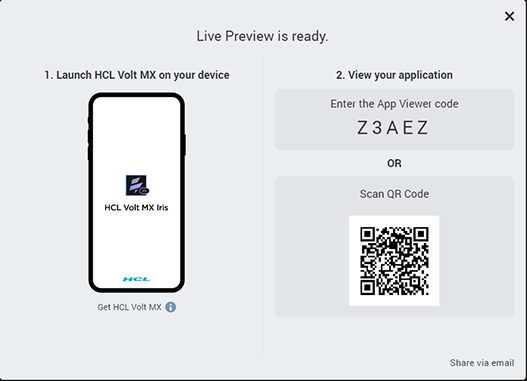 Live Preview is ready.
1. Launch HCL Volt MX on your device
HCL Volt MX Iris
HCL
Get HCL Volt MX
2. View your application
Enter the App Viewer code
Z3AEZ
OR
Scan QR Code
Share via email